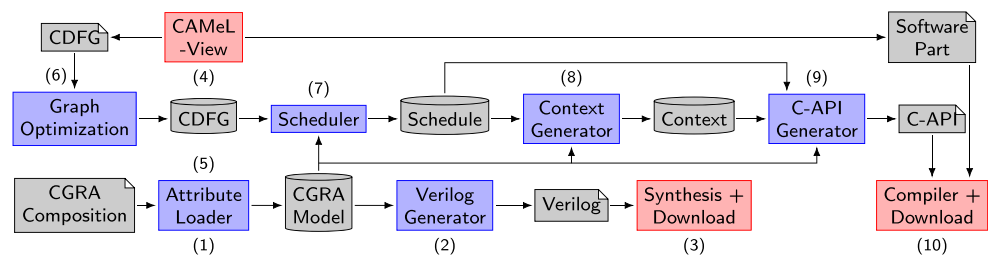 CDFG
CAMeL
-View
Software
Part
(6)
(4)
(7)
(8)
(9)
Graph
Optimization
CDFG
Scheduler
Schedule
Context
Generator
Context
C-API
Generator
C-API
(5)
CGRA
Composition
Attribute
Loader
CGRA
Model
Verilog
Generator
Verilog
Synthesis +
Download
Compiler +
Download
(1)
(2)
(3)
(10)